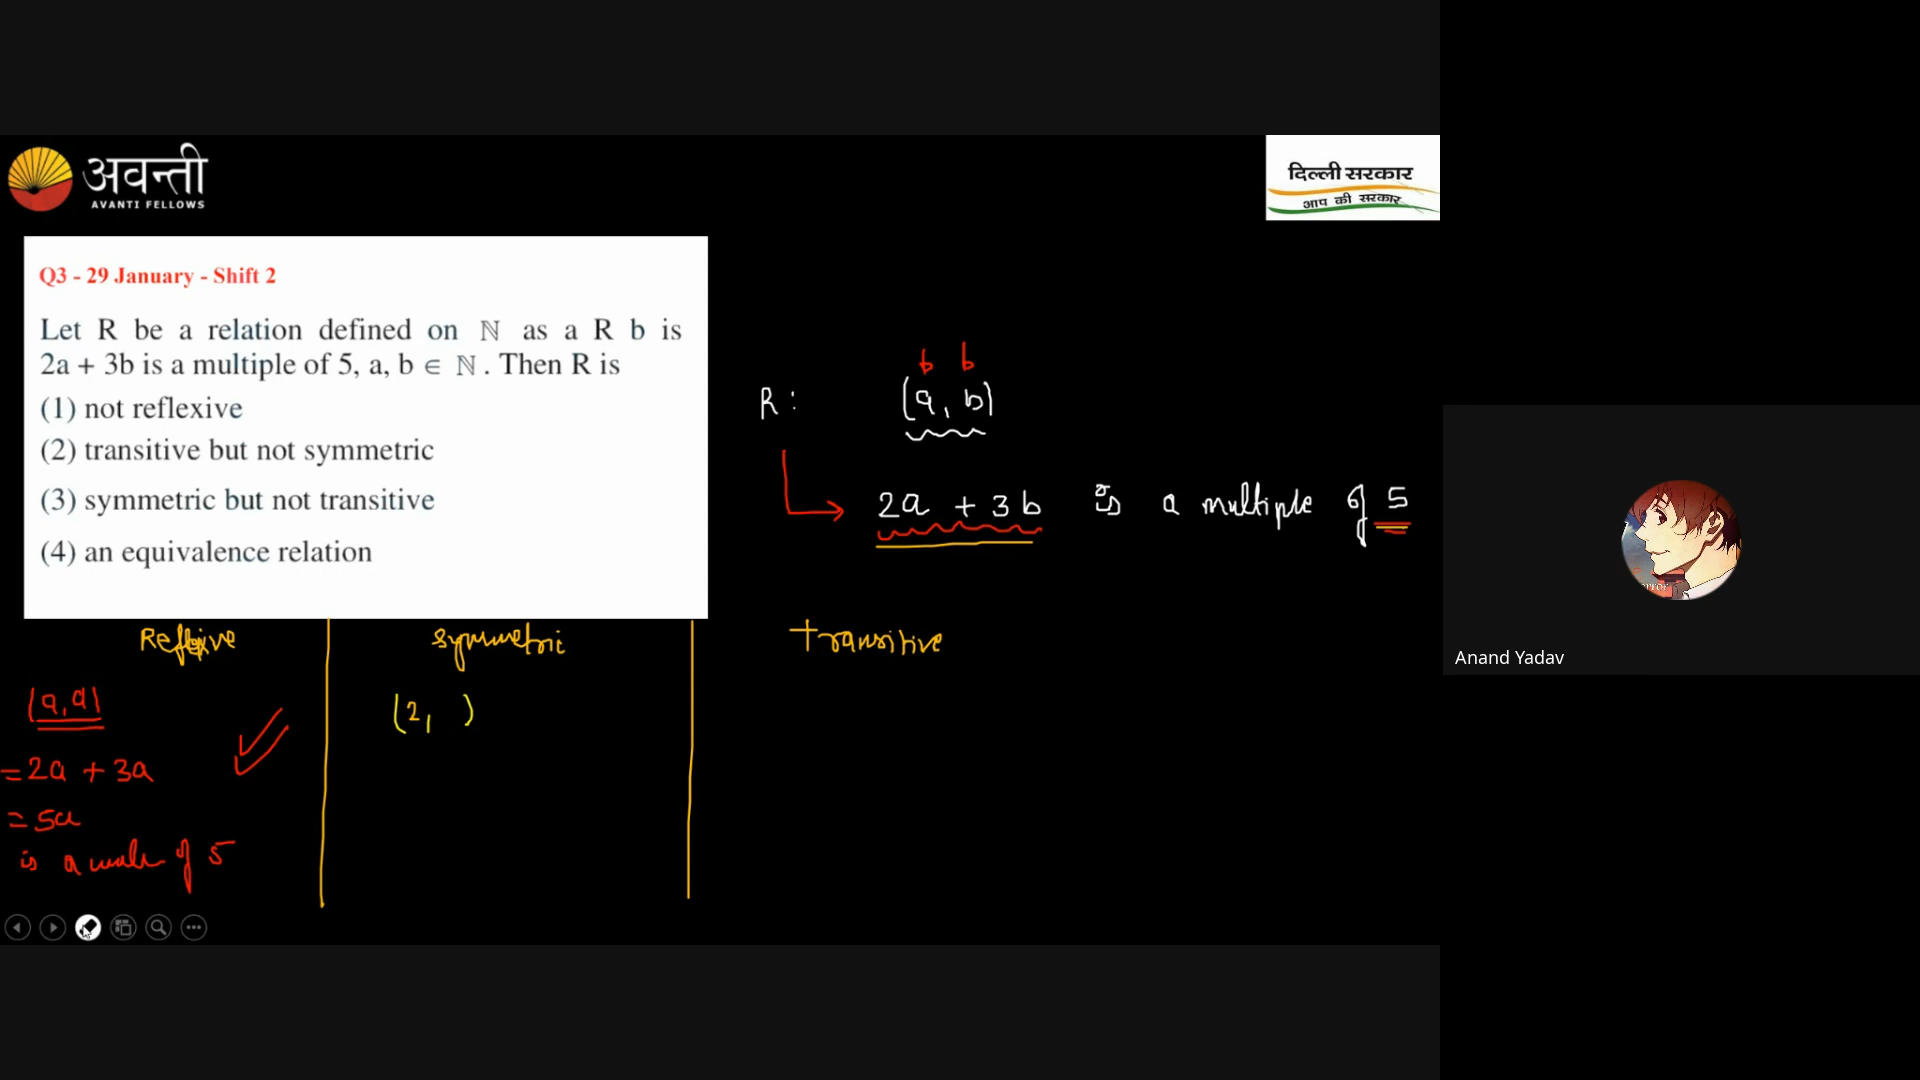 अवन्ती
AVANTI FELLOWS
दिल्ली सरकार
आप की सरकार
Q3 - 29 January - Shift 2
Let R be a relation defined on ℕ as a R b is
2a + 3b is a multiple of 5, a, b ∈ ℕ. Then R is
(1) not reflexive
(2) transitive but not symmetric
(3) symmetric but not transitive
(4) an equivalence relation
b b
R: (a, b)
2a + 3b is a multiple of 5
Reflexive
Symmetric
transitive
(a,a)
= 2a + 3a
= 5a
is a of 5
(2, )
Anand Yadav